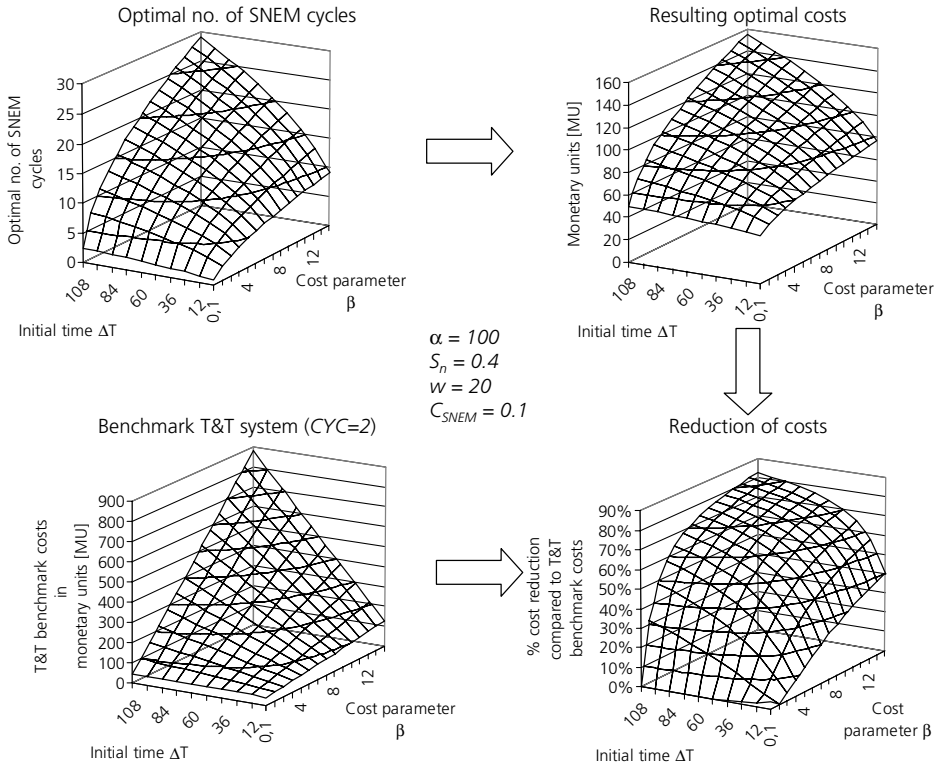 Optimal no. of SNEM cycles
Optimal no. of SNEM
cycles
30
25
20
15
10
5
0
108
84
60
36
12
0,1
4
8
12
Initial time ΔT
Cost parameter
β
Resulting optimal costs
Monetary units [MU]
160
140
120
100
80
60
40
20
0
108
84
60
36
12
0,1
4
8
12
Initial time ΔT
Cost parameter
β
α = 100
Sn = 0.4
w = 20
CSNEM = 0.1
Benchmark T&T system (CYC=2)
T&T benchmark costs
in
monetary units [MU]
900
800
700
600
500
400
300
200
100
0
108
84
60
36
12
0,1
4
8
12
Initial time ΔT
Cost parameter
β
Reduction of costs
% cost reduction
compared to T&T
benchmark costs
90%
80%
70%
60%
50%
40%
30%
20%
10%
0%
108
84
60
36
12
0,1
4
8
12
Initial time ΔT
Cost
parameter β